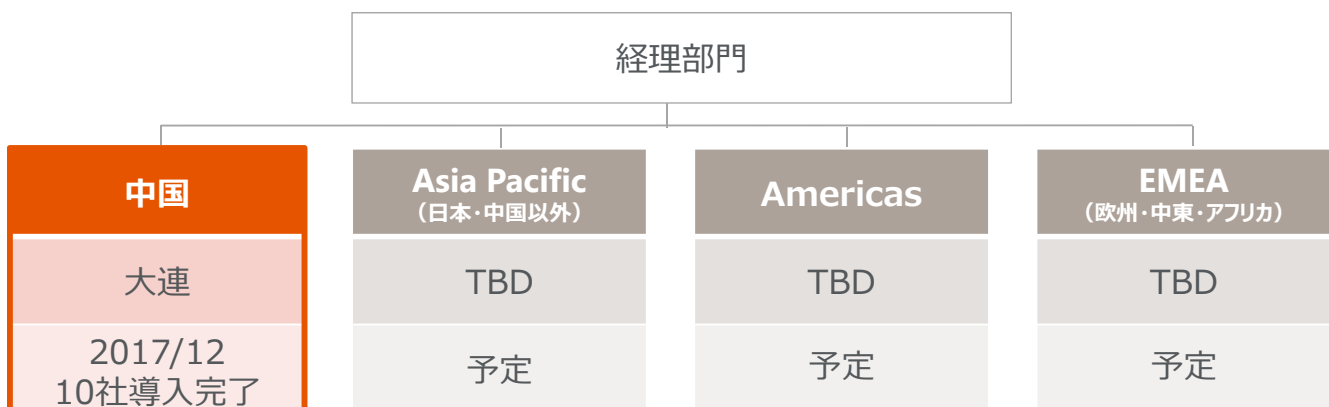 経理部門
中国
Asia Pacific
（日本・中国以外）
Americas
EMEA
（欧州・中東・アフリカ）
大連
TBD
TBD
TBD
2017/12
10社導入完了
予定
予定
予定